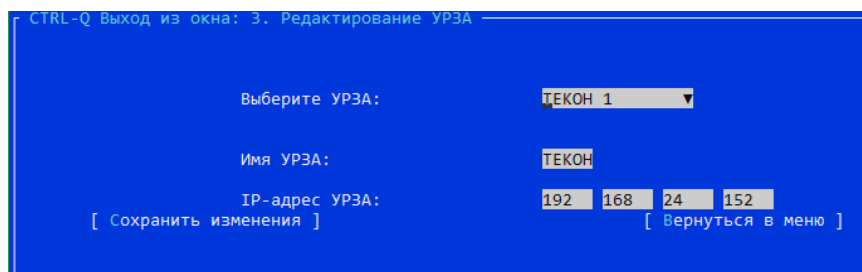 CTRL-Q Выход из окна: 3. Редактирование УРЗА
Выберите УРЗА: ТЕКОН 1 ▼
Имя УРЗА: ТЕКОН
IP-адрес УРЗА: 192 168 24 152
[ Сохранить изменения ] [ Вернуться в меню ]